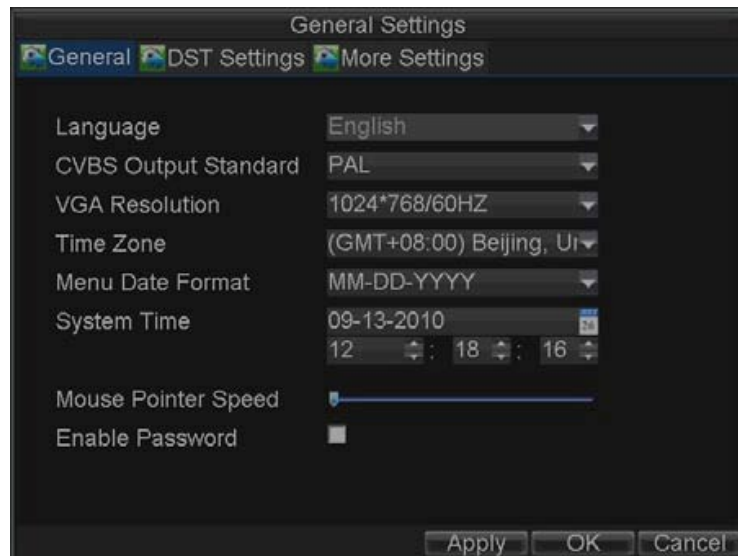 General Settings
General DST Settings More Settings
Language English
CVBS Output Standard PAL
VGA Resolution 1024*768/60HZ
Time Zone (GMT+08:00) Beijing,
Menu Date Format MM-DD-YYYY
System Time 09-13-2010
12 : 18 : 16
Mouse Pointer Speed
Enable Password
Apply OK Cancel